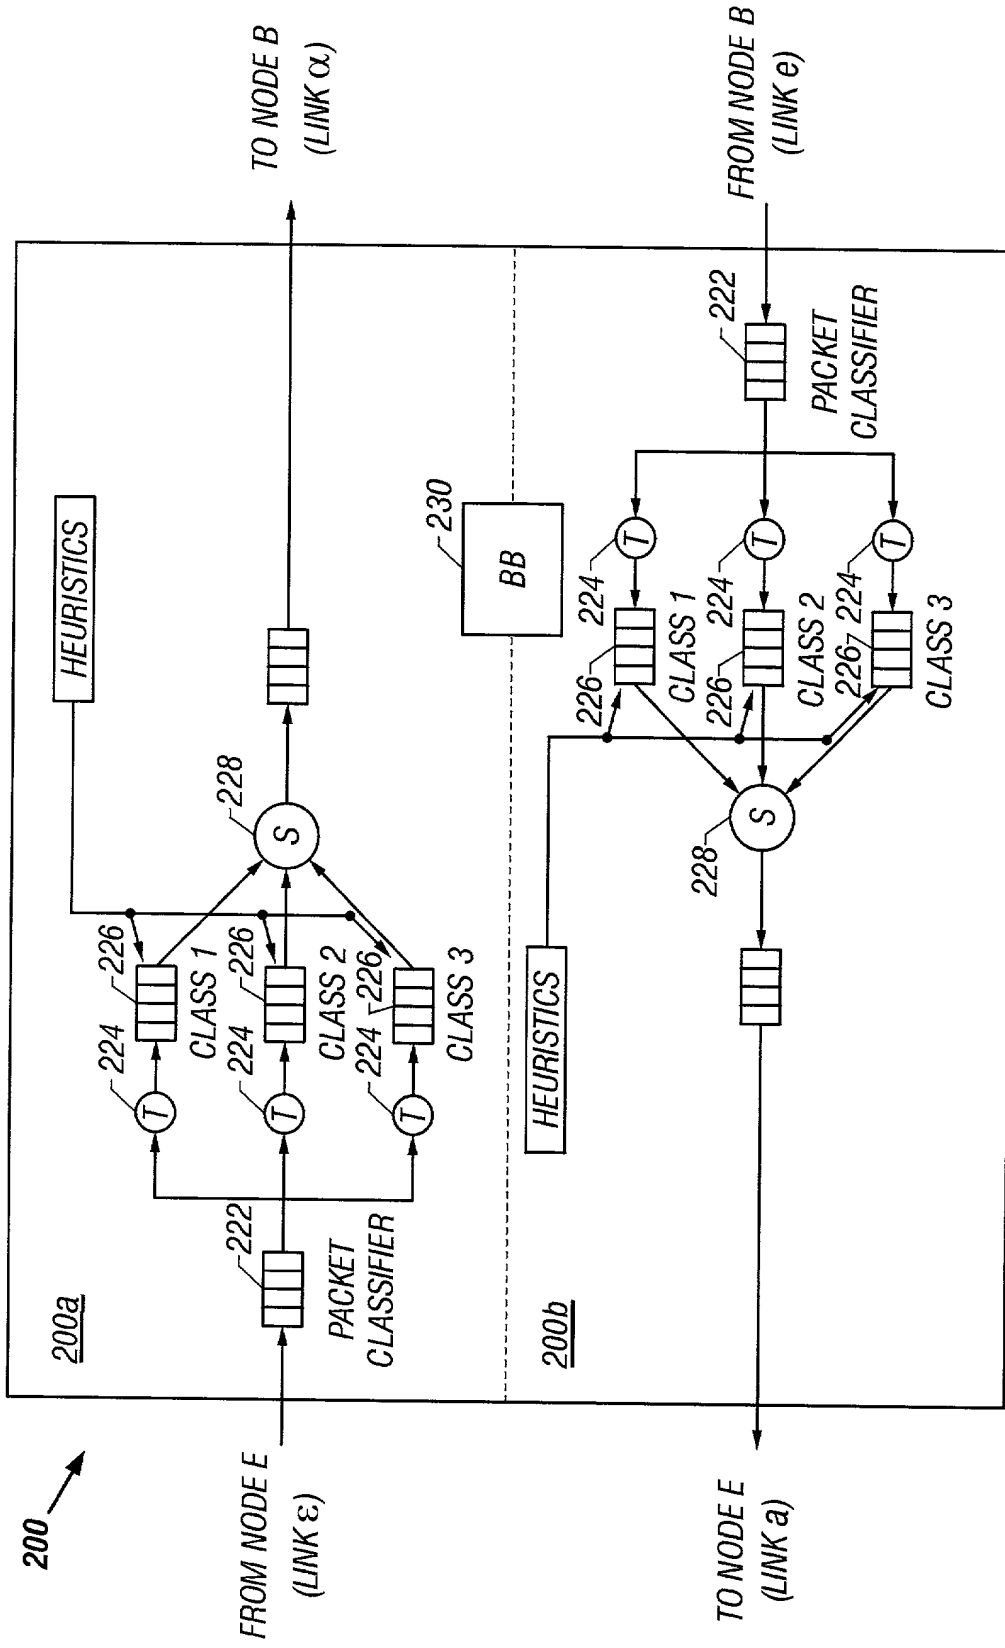 200
200a
HEURISTICS
FROM NODE E
(LINK ε)
222
PACKET
CLASSIFIER
T
224
226
CLASS 1
T
224
226
CLASS 2
T
224
226
CLASS 3
S
228
TO NODE B
(LINK α)
BB
230
200b
HEURISTICS
TO NODE E
(LINK a)
S
228
226
224
T
CLASS 1
226
224
T
CLASS 2
226
224
T
CLASS 3
222
PACKET
CLASSIFIER
FROM NODE B
(LINK e)